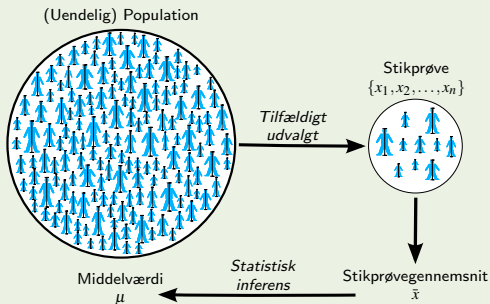 (Uendelig) Population
Stikprøve
{x₁, x₂, . . . , xₙ}
Tilfældigt
udvalgt
Middelværdi
μ
Statistisk
inferens
Stikprøvegennemsnit
x̄